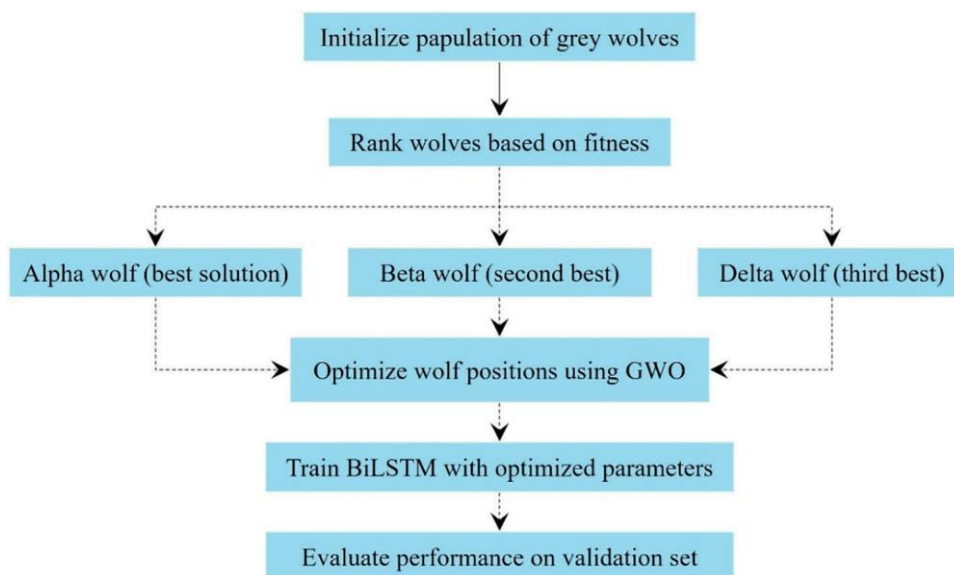 Initialize papulation of grey wolves
Rank wolves based on fitness
Alpha wolf (best solution)
Beta wolf (second best)
Delta wolf (third best)
Optimize wolf positions using GWO
Train BiLSTM with optimized parameters
Evaluate performance on validation set